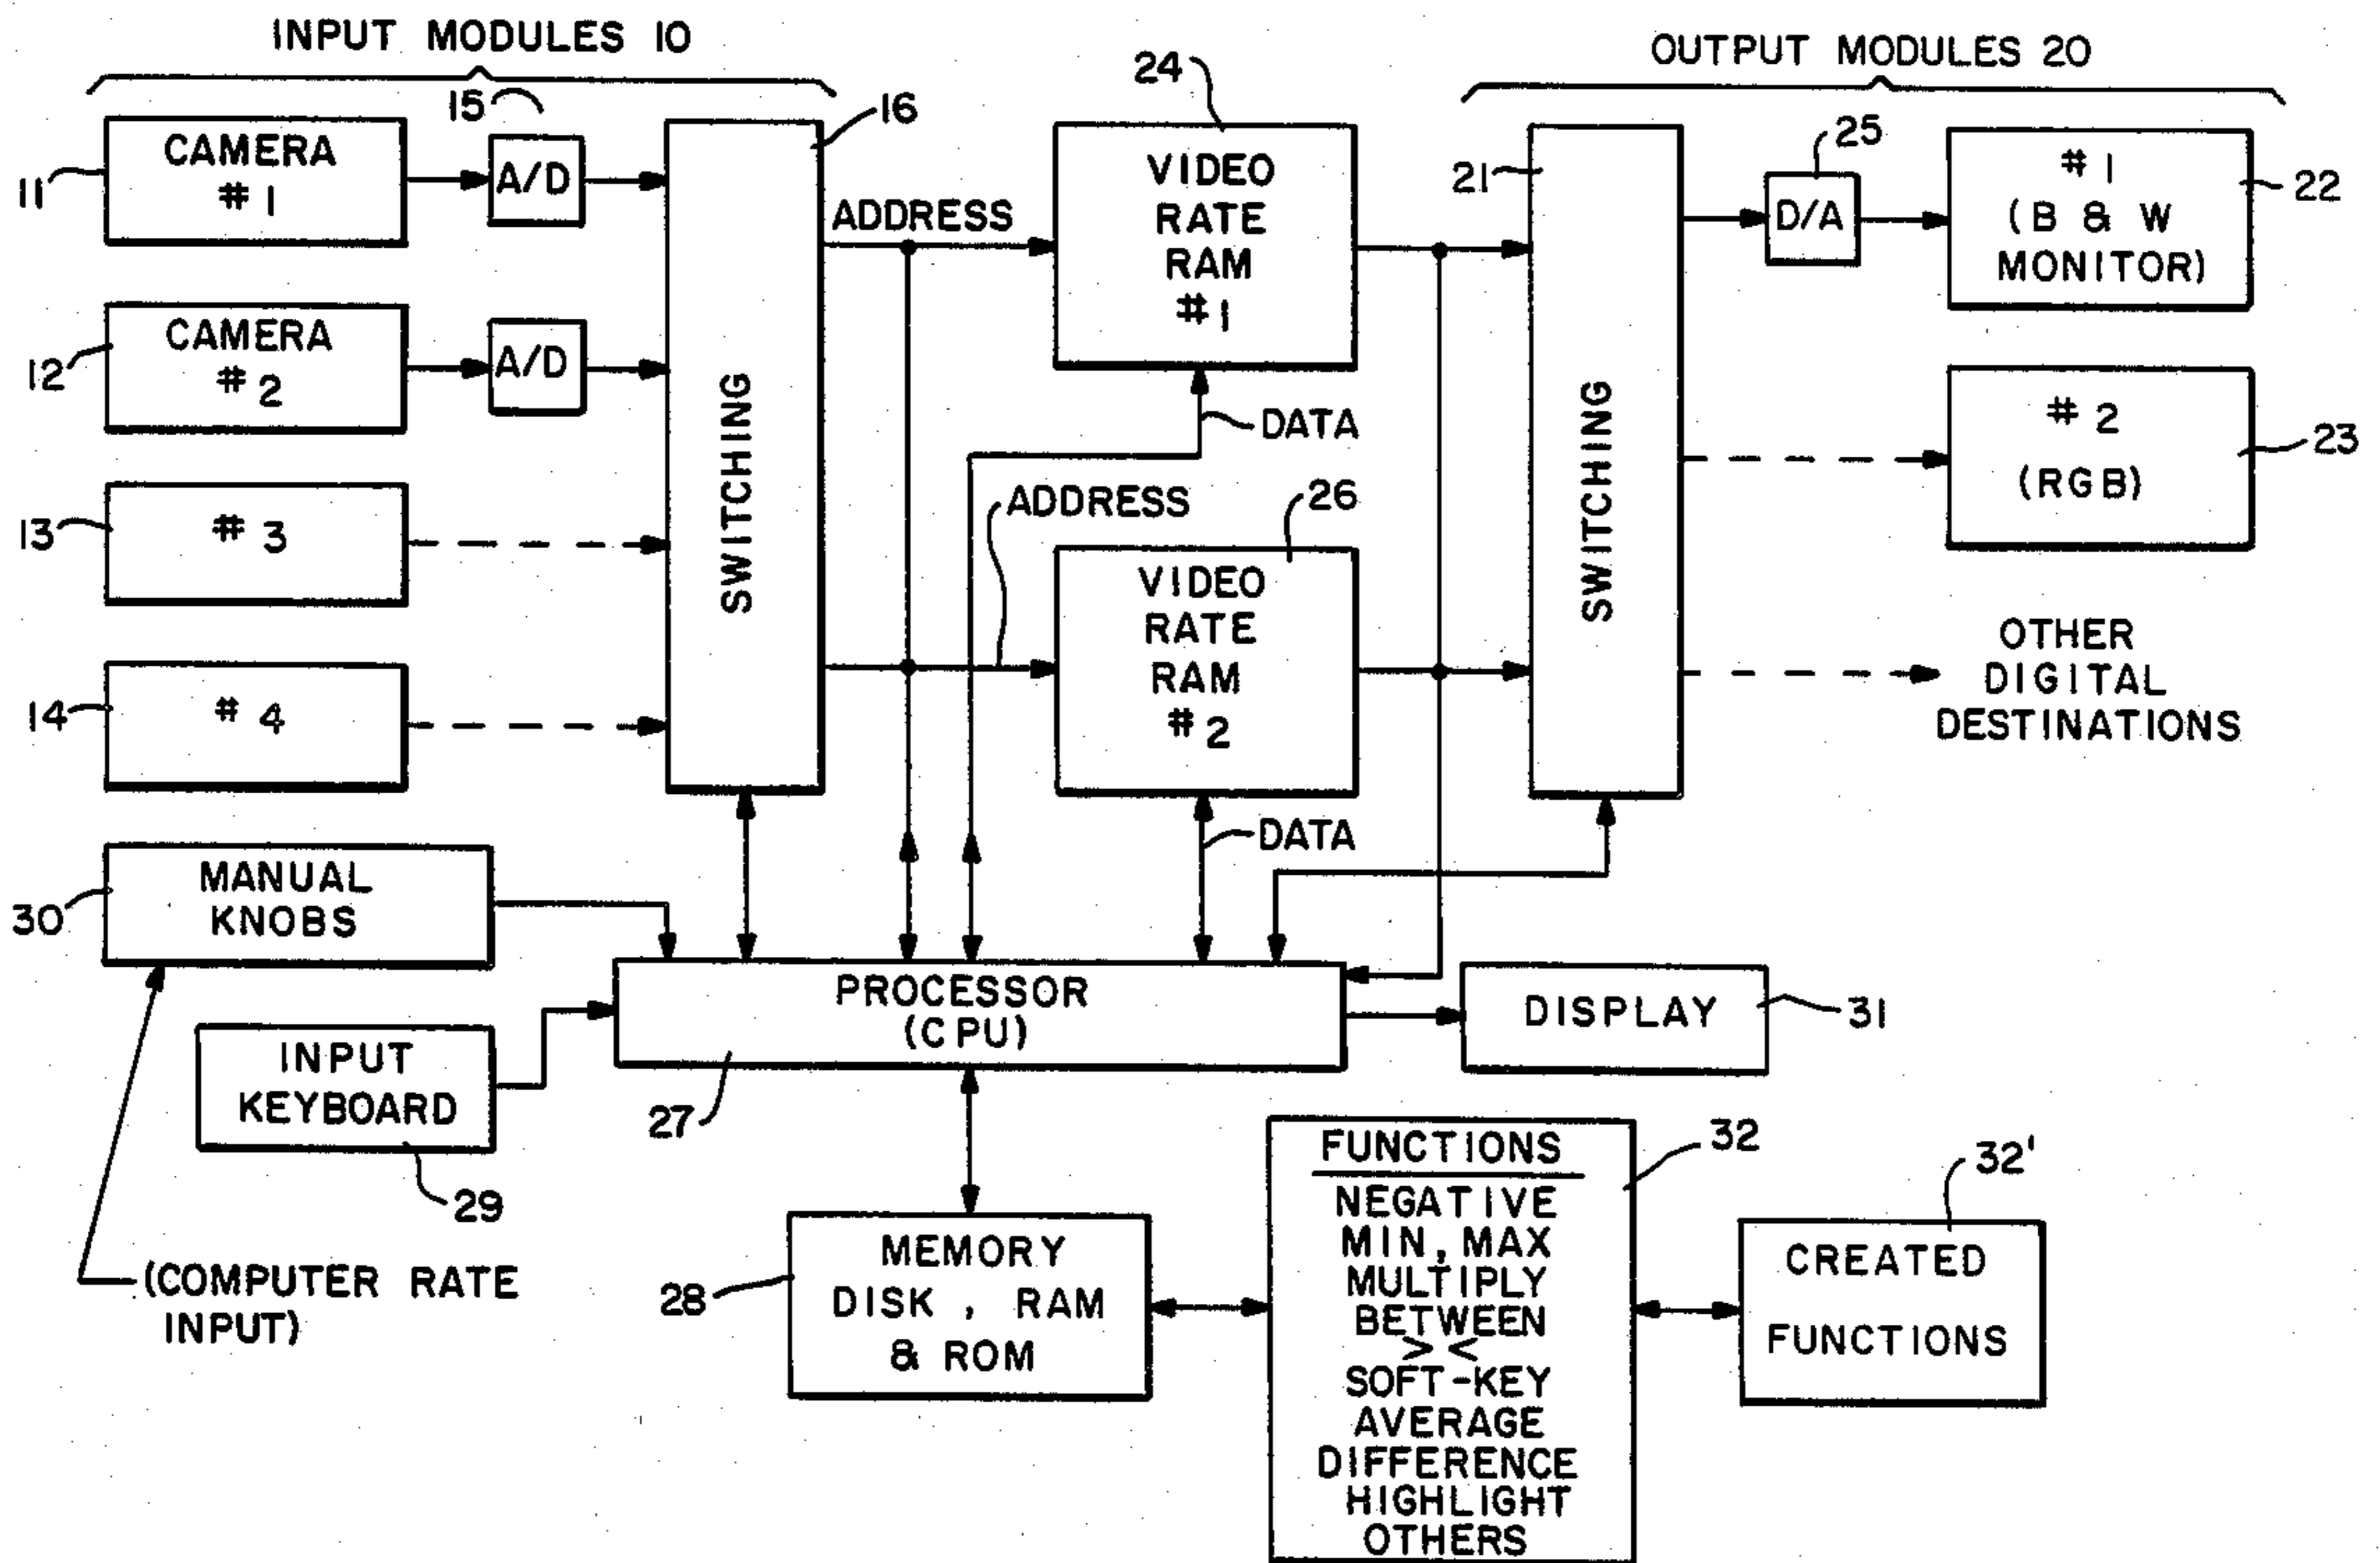 INPUT MODULES 10
OUTPUT MODULES 20
15
16
24
25
11
CAMERA
# 1
A/D
ADDRESS
VIDEO
RATE
RAM
# 1
21
D/A
# 1
(B & W
MONITOR)
22
12
CAMERA
# 2
A/D
SWITCHING
DATA
SWITCHING
# 2
(RGB)
23
13
# 3
ADDRESS
26
VIDEO
RATE
RAM
# 2
OTHER
DIGITAL
DESTINATIONS
14
# 4
DATA
30
MANUAL
KNOBS
PROCESSOR
(CPU)
27
DISPLAY
31
INPUT
KEYBOARD
29
(COMPUTER RATE
INPUT)
28
MEMORY
DISK , RAM
& ROM
FUNCTIONS
32
NEGATIVE
MIN, MAX
MULTIPLY
BETWEEN
> <
SOFT-KEY
AVERAGE
DIFFERENCE
HIGHLIGHT
OTHERS
32'
CREATED
FUNCTIONS